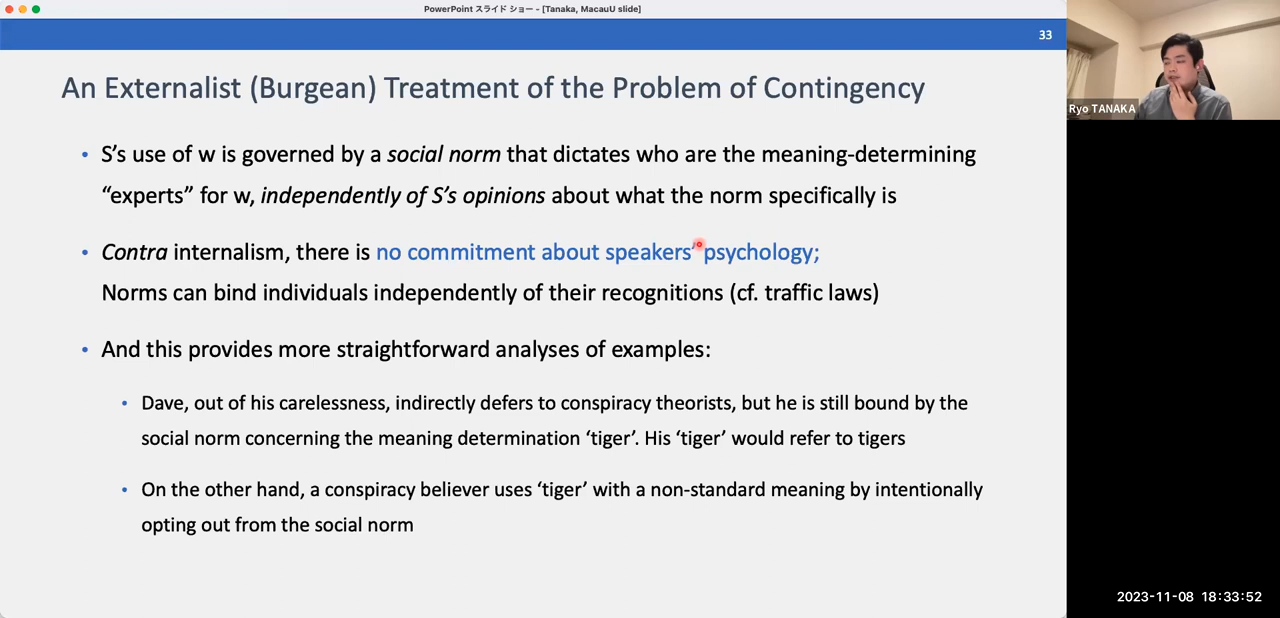 PowerPoint スライド ショー - [Tanaka, MacauU slide]
33
An Externalist (Burgean) Treatment of the Problem of Contingency
• S’s use of w is governed by a social norm that dictates who are the meaning-determining
“experts” for w, independently of S’s opinions about what the norm specifically is
• Contra internalism, there is no commitment about speakers’ psychology;
Norms can bind individuals independently of their recognitions (cf. traffic laws)
• And this provides more straightforward analyses of examples:
• Dave, out of his carelessness, indirectly defers to conspiracy theorists, but he is still bound by the
social norm concerning the meaning determination ‘tiger’. His ‘tiger’ would refer to tigers
• On the other hand, a conspiracy believer uses ‘tiger’ with a non-standard meaning by intentionally
opting out from the social norm
Ryo TANAKA
2023-11-08 18:33:52